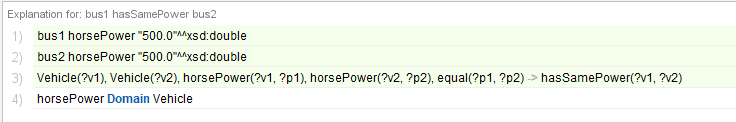 Explanation for: bus1 hasSamePower bus2
1) bus1 horsePower "500.0"^^xsd:double
2) bus2 horsePower "500.0"^^xsd:double
3) Vehicle(?v1), Vehicle(?v2), horsePower(?v1, ?p1), horsePower(?v2, ?p2), equal(?p1, ?p2) -> hasSamePower(?v1, ?v2)
4) horsePower Domain Vehicle